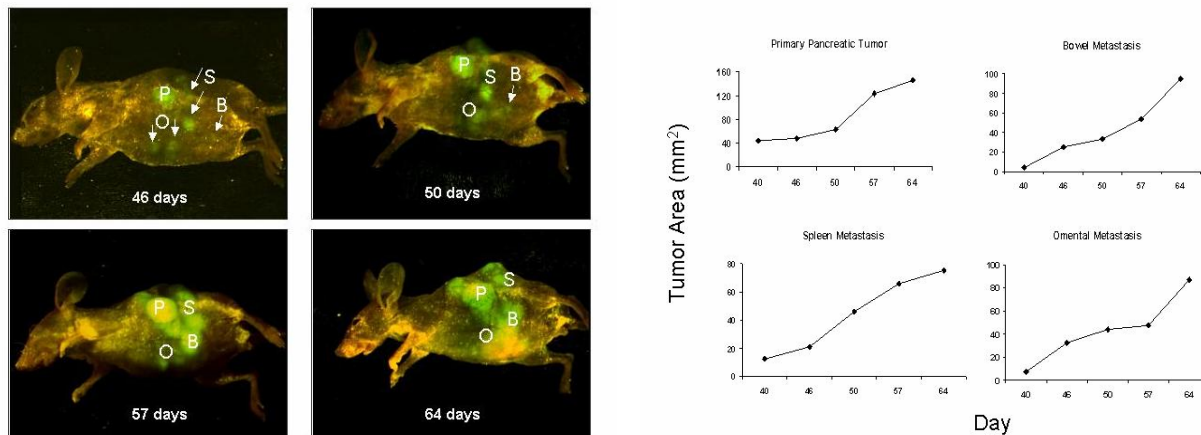 S
P
B
O
46 days
S
P
B
O
50 days
P
S
B
O
57 days
S
P
B
O
64 days
Tumor Area (mm²)
Primary Pancreatic Tumor
160
120
80
40
0
40 46 50 57 64
Bowel Metastasis
100
80
60
40
20
0
40 46 50 57 64
Spleen Metastasis
80
60
40
20
0
40 46 50 57 64
Omental Metastasis
100
80
60
40
20
0
40 46 50 57 64
Day